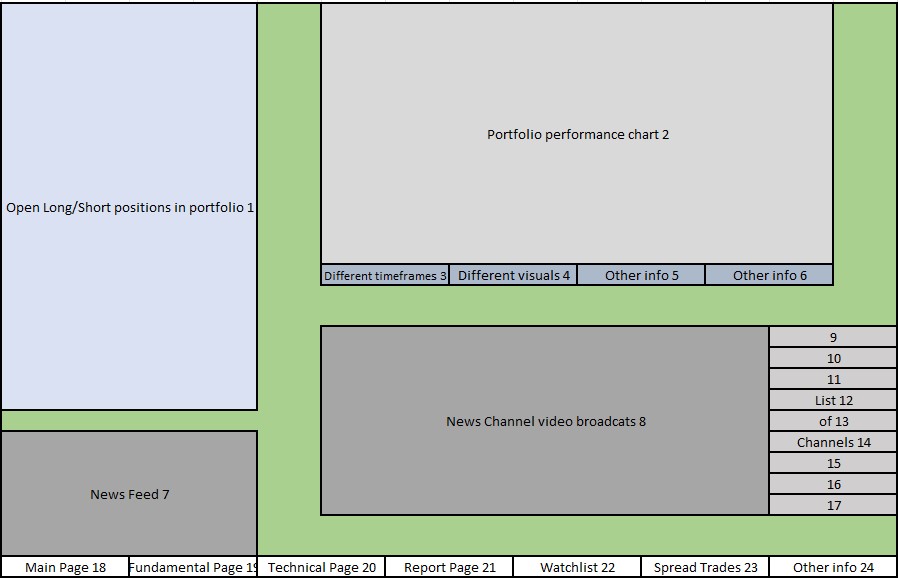 Open Long/Short positions in portfolio 1
Portfolio performance chart 2
Different timeframes 3
Different visuals 4
Other info 5
Other info 6
News Feed 7
News Channel video broadcats 8
9
10
11
List 12
of 13
Channels 14
15
16
17
Main Page 18
Fundamental Page 19
Technical Page 20
Report Page 21
Watchlist 22
Spread Trades 23
Other info 24